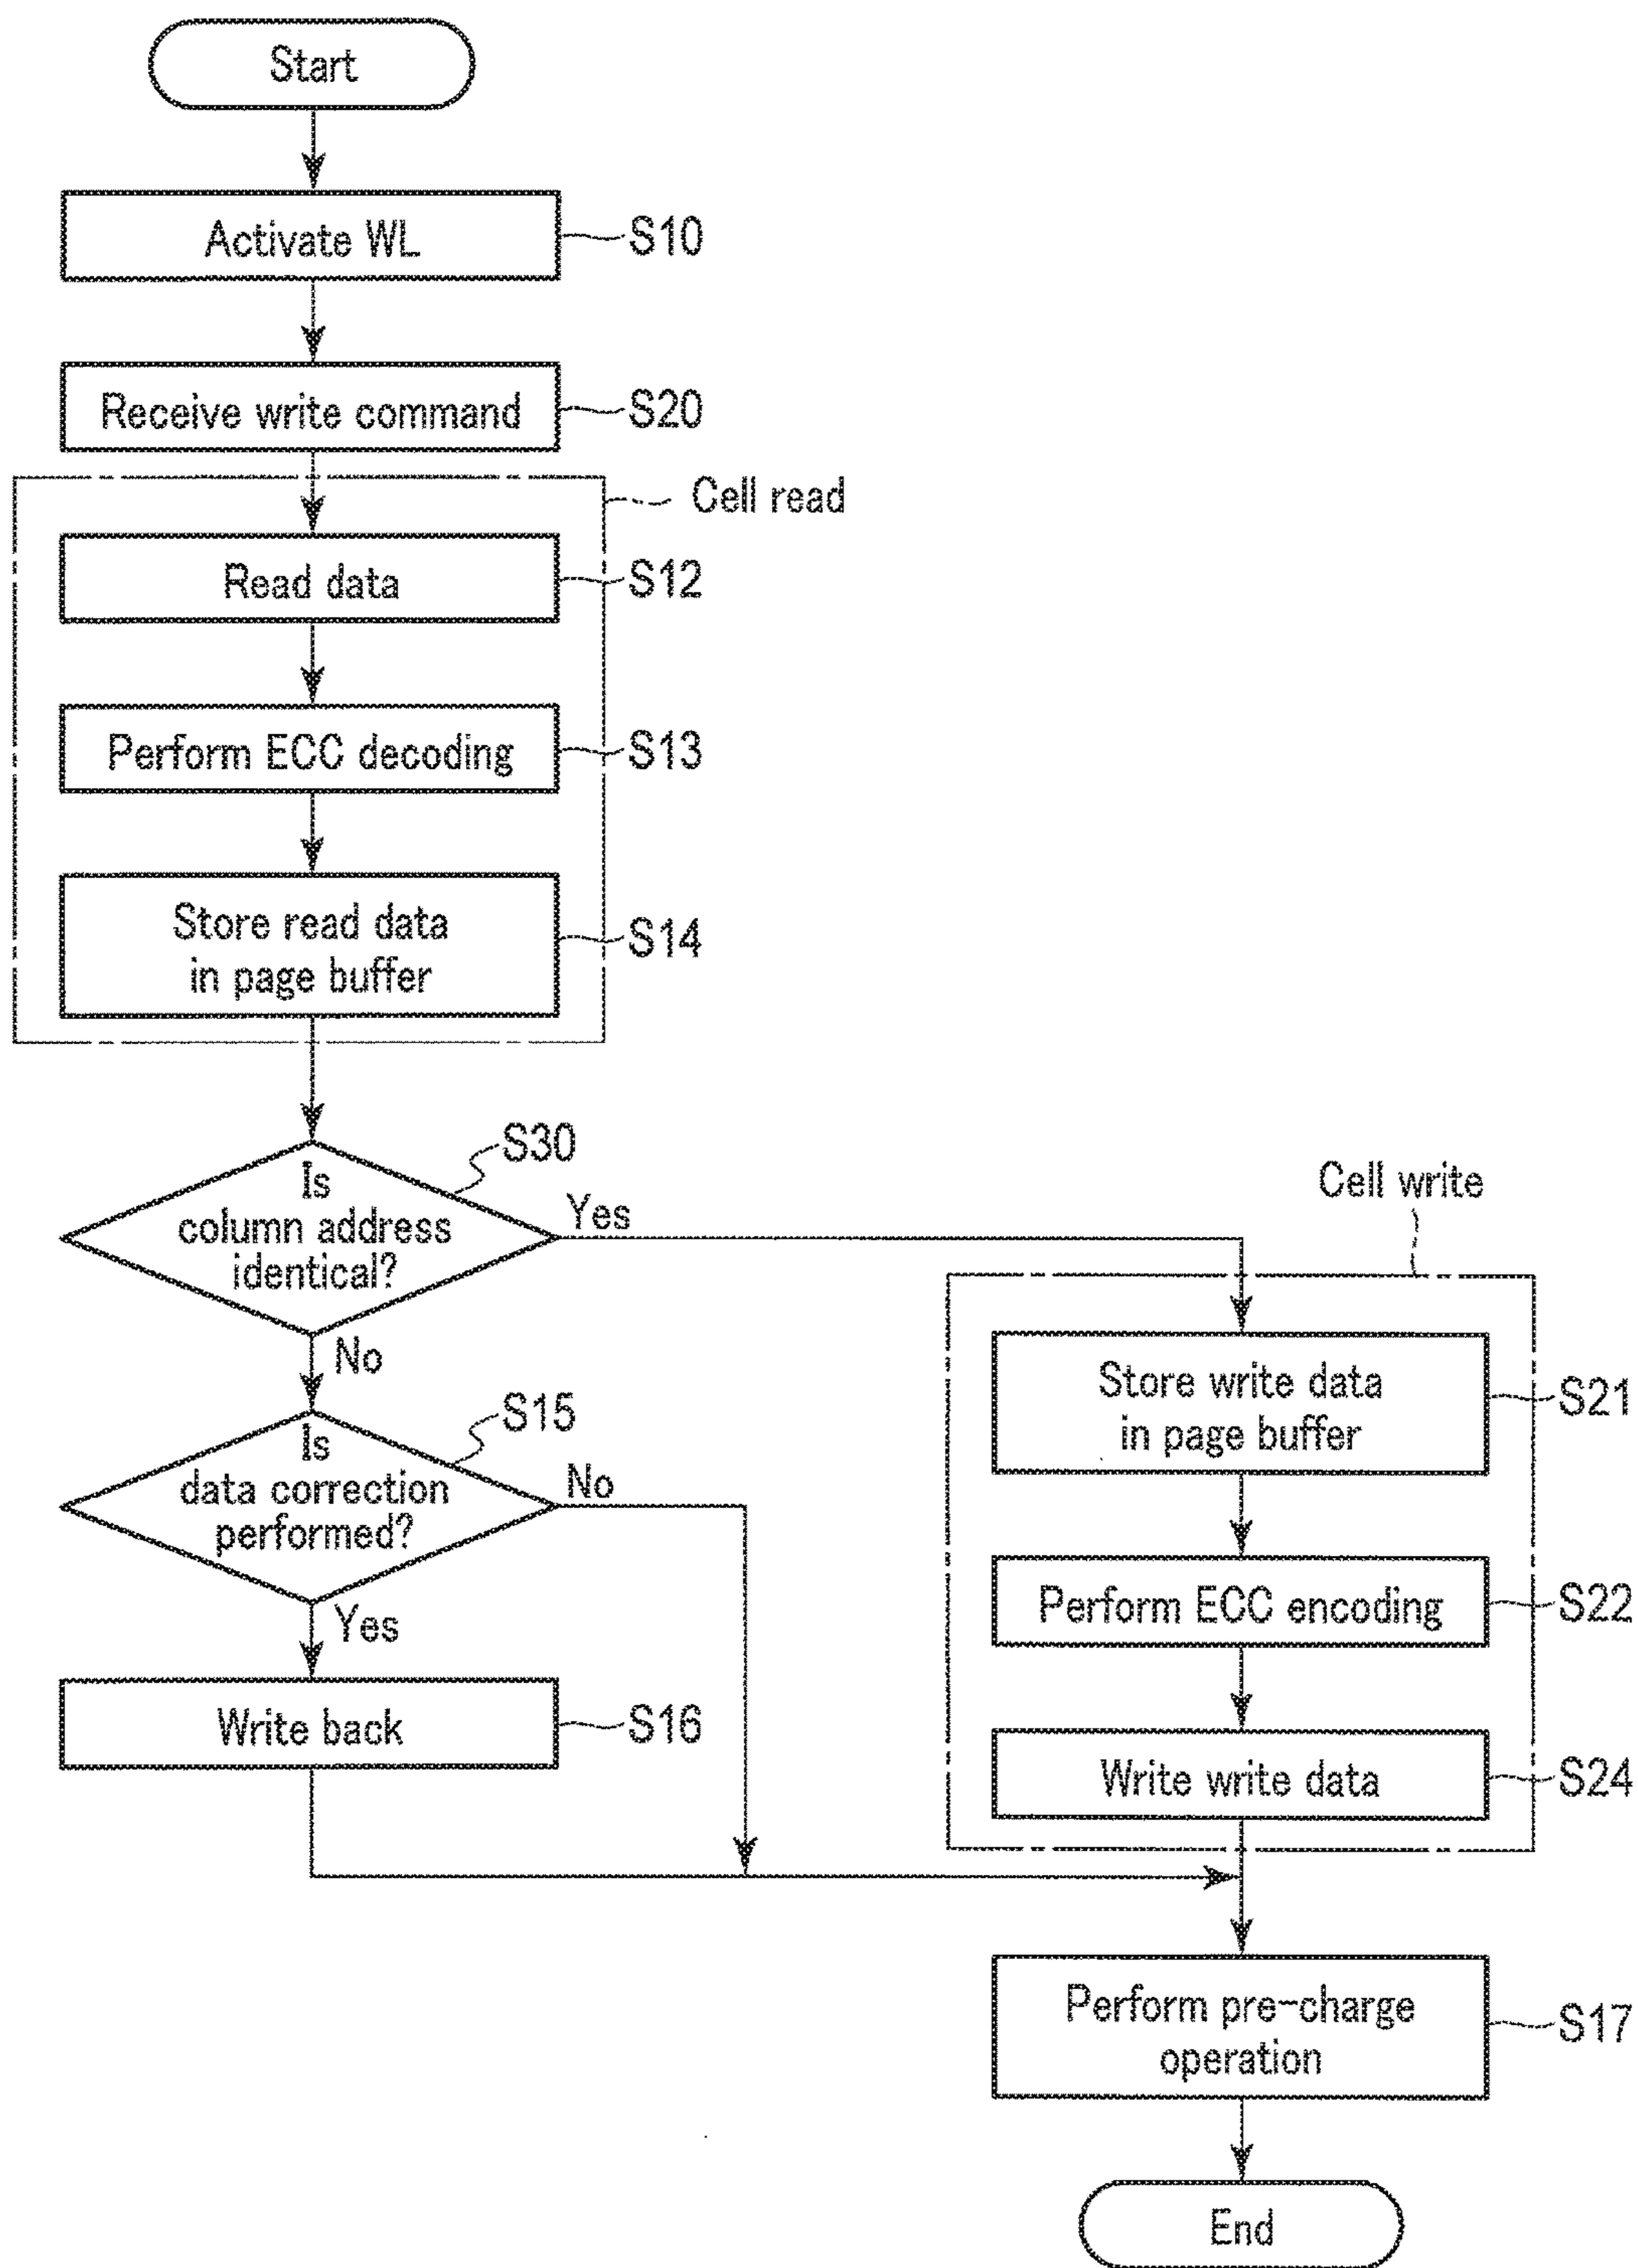 Start
Activate WL
S10
Receive write command
S20
Cell read
Read data
S12
Perform ECC decoding
S13
Store read data
in page buffer
S14
S30
Is
column address
identical?
Yes
No
S15
Is
data correction
performed?
No
Yes
Write back
S16
Cell write
Store write data
in page buffer
S21
Perform ECC encoding
S22
Write write data
S24
Perform pre-charge
operation
S17
End